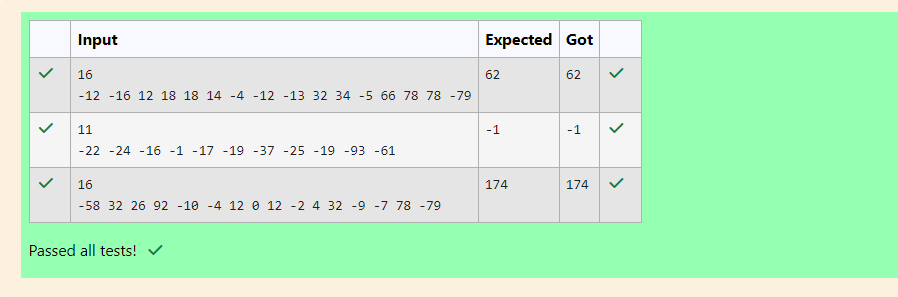 Input Expected Got
16 62 62
-12 -16 12 18 18 14 -4 -12 -13 32 34 -5 66 78 78 -79
11 -1 -1
-22 -24 -16 -1 -17 -19 -37 -25 -19 -93 -61
16 174 174
-58 32 26 92 -10 -4 12 0 12 -2 4 32 -9 -7 78 -79
Passed all tests!